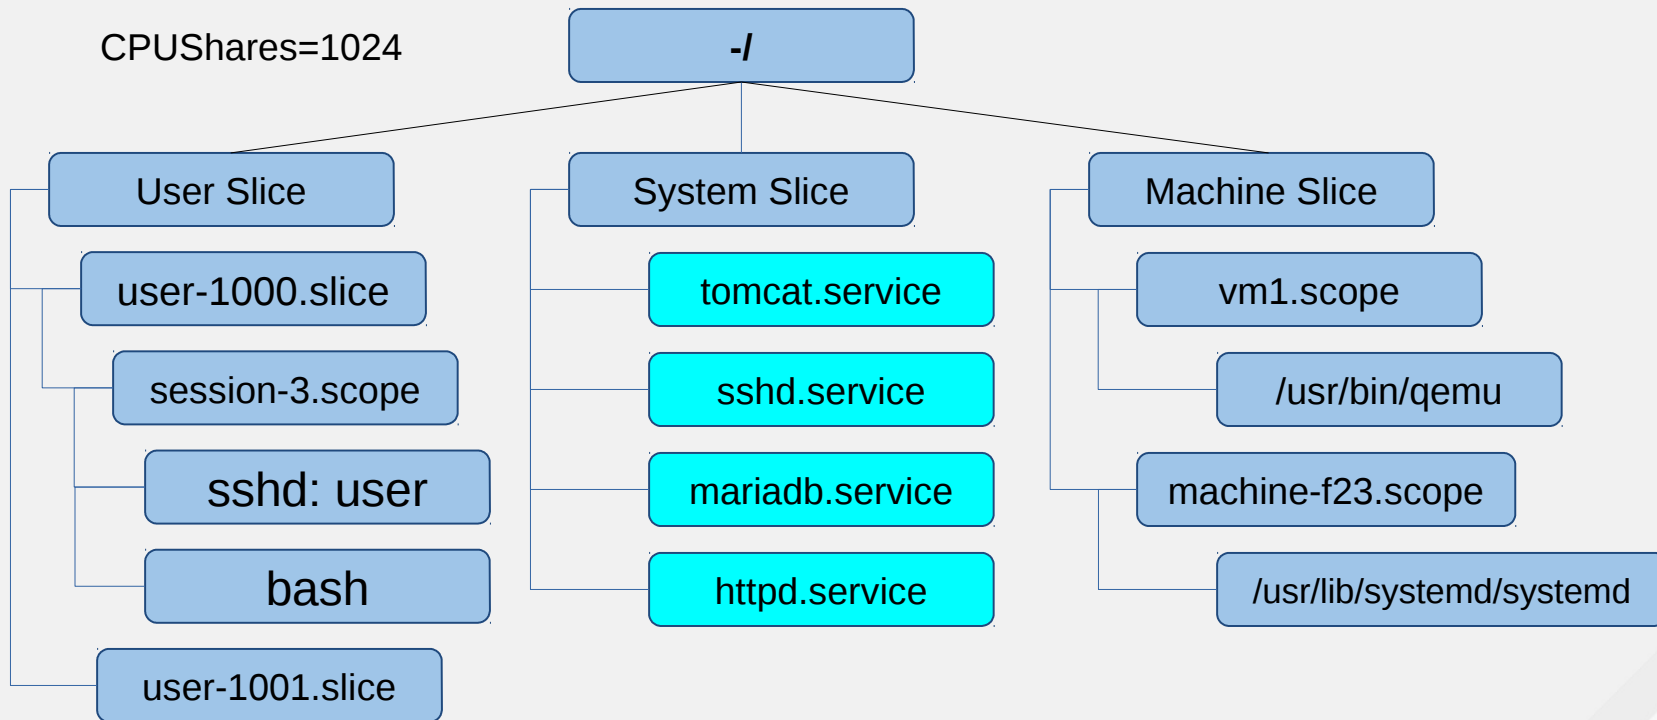 CPUShares=1024
-/
User Slice
user-1000.slice
session-3.scope
sshd: user
bash
user-1001.slice
System Slice
tomcat.service
sshd.service
mariadb.service
httpd.service
Machine Slice
vm1.scope
/usr/bin/qemu
machine-f23.scope
/usr/lib/systemd/systemd